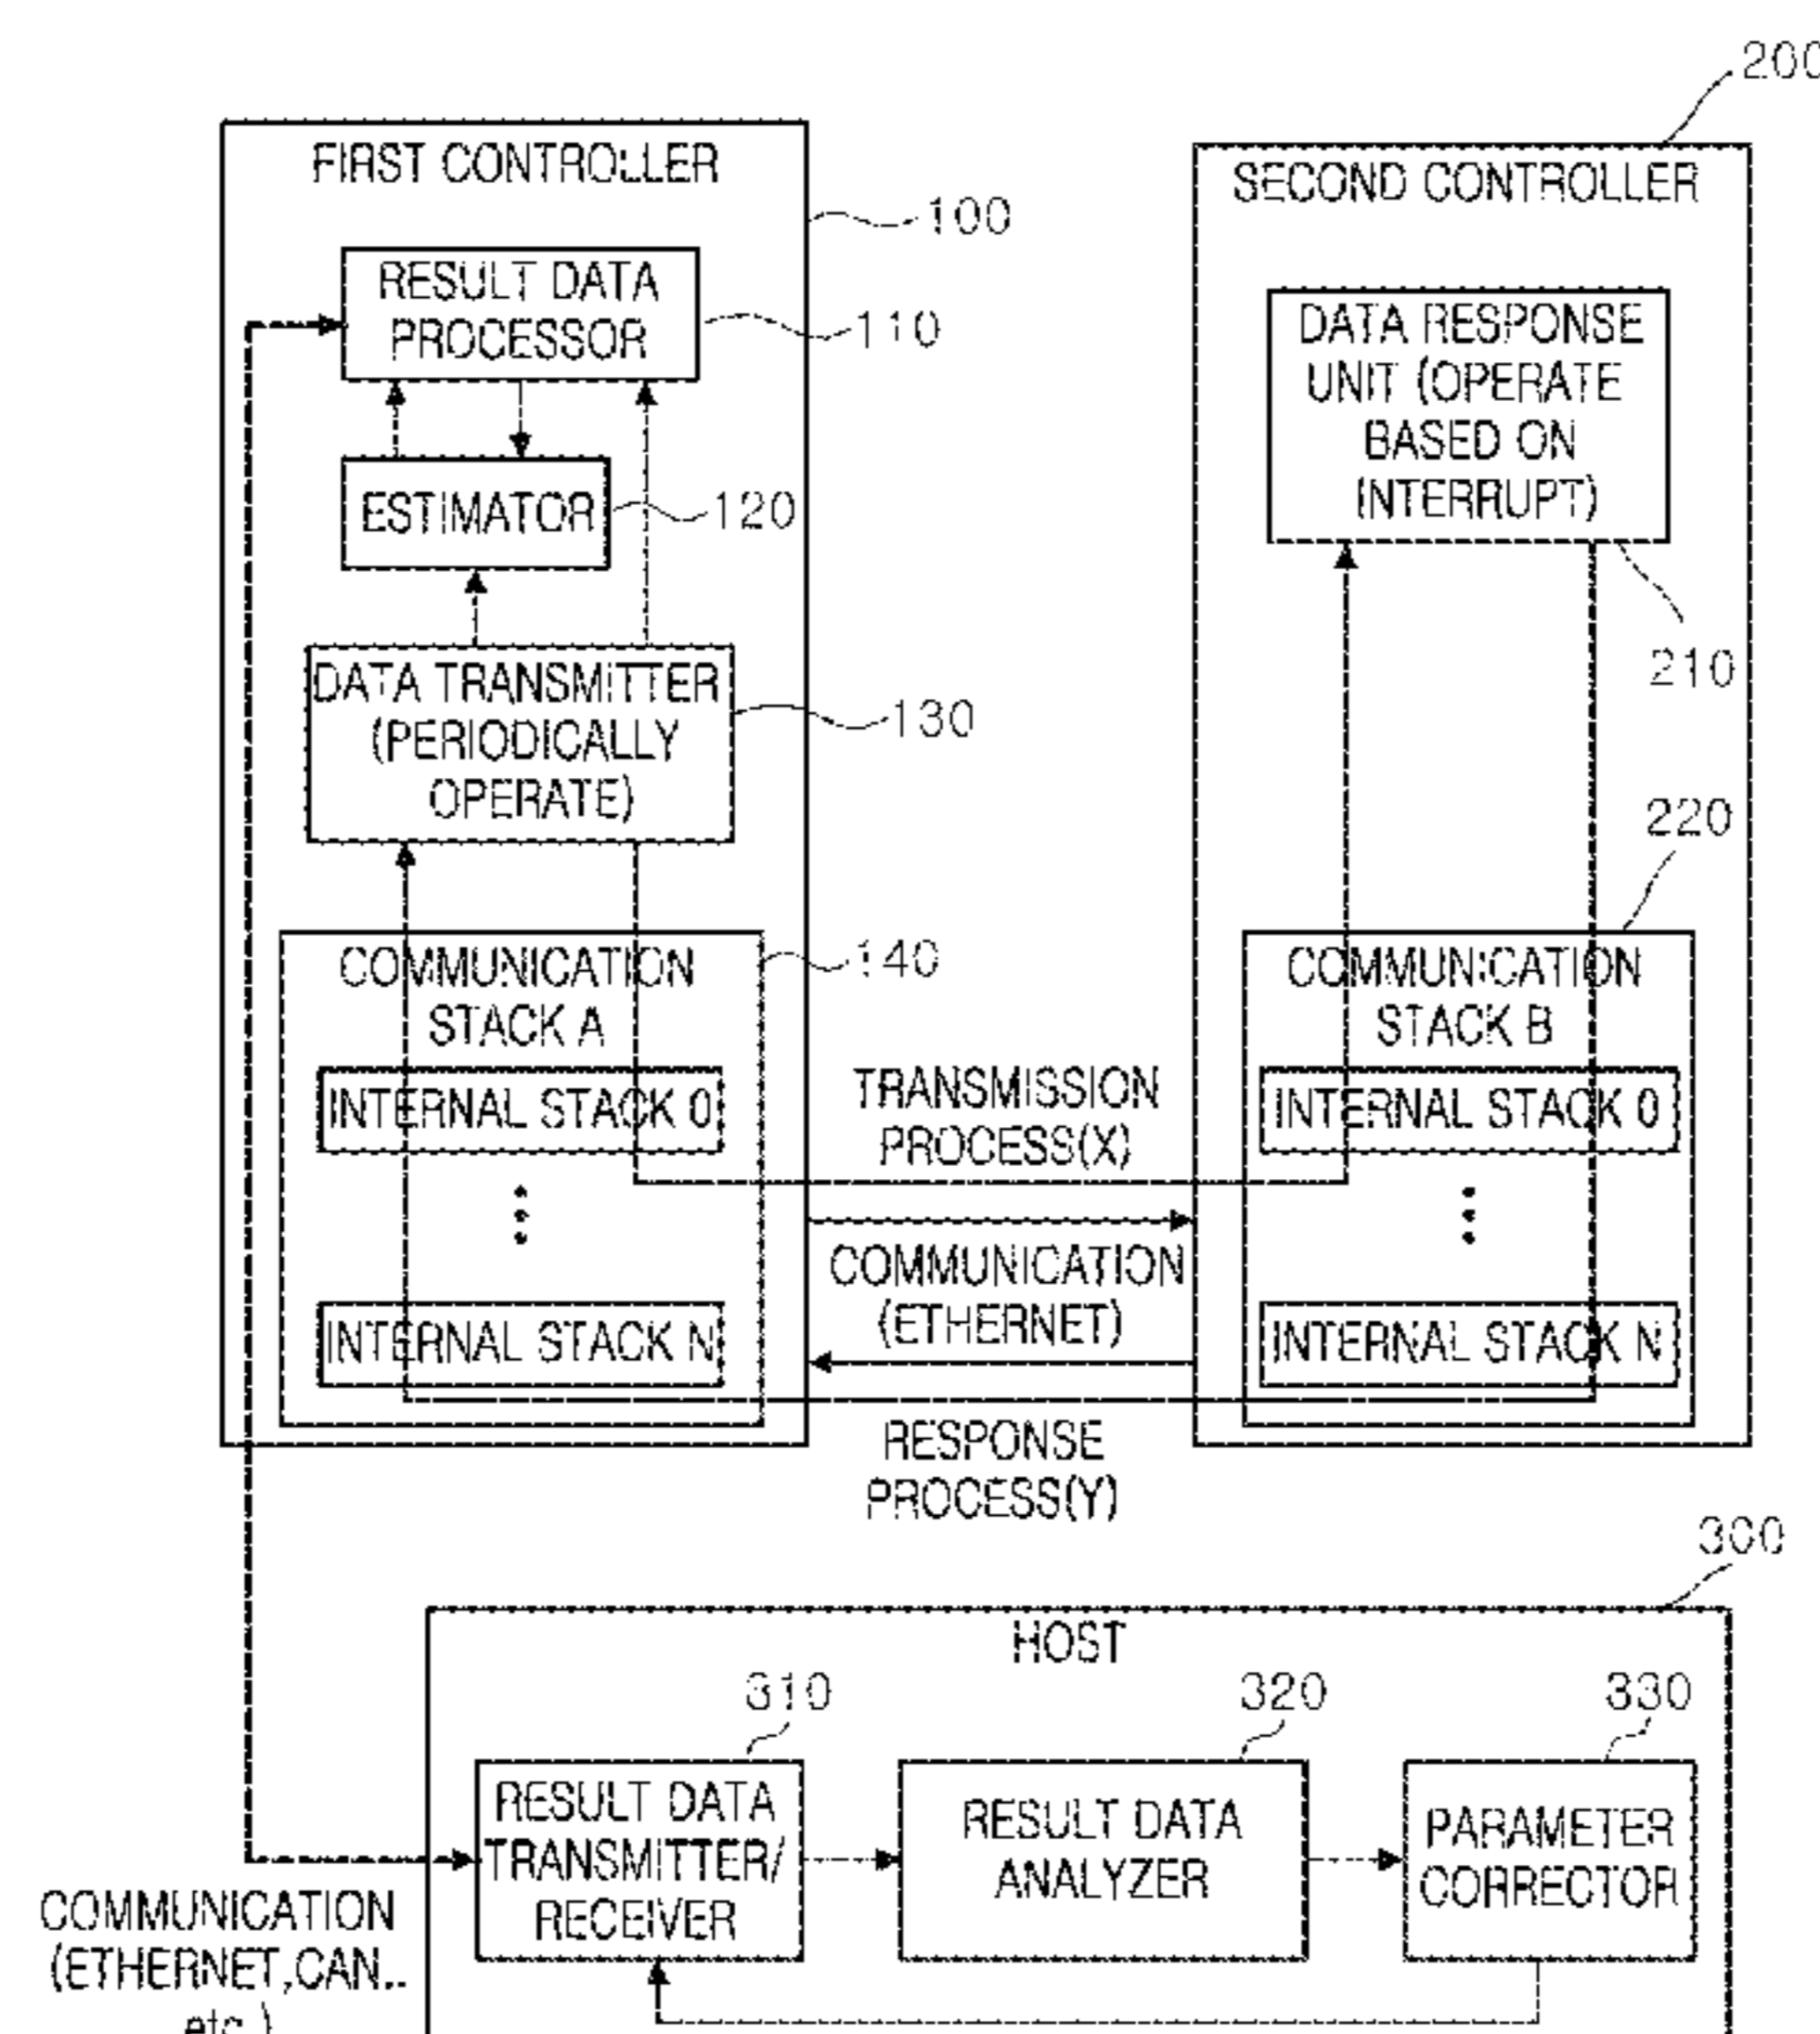 200
FIRST CONTROLLER
SECOND CONTROLLER
100
RESULT DATA
PROCESSOR
110
DATA RESPONSE
UNIT (OPERATE
BASED ON
INTERRUPT)
ESTIMATOR
120
210
DATA TRANSMITTER
(PERIODICALLY
OPERATE)
130
220
COMMUNICATION
STACK A
140
COMMUNICATION
STACK B
INTERNAL STACK 0
TRANSMISSION
PROCESS(X)
INTERNAL STACK 0
COMMUNICATION
(ETHERNET)
INTERNAL STACK N
INTERNAL STACK N
RESPONSE
PROCESS(Y)
300
HOST
310
320
330
RESULT DATA
TRANSMITTER/
RECEIVER
RESULT DATA
ANALYZER
PARAMETER
CORRECTOR
COMMUNICATION
(ETHERNET,CAN..
etc.)